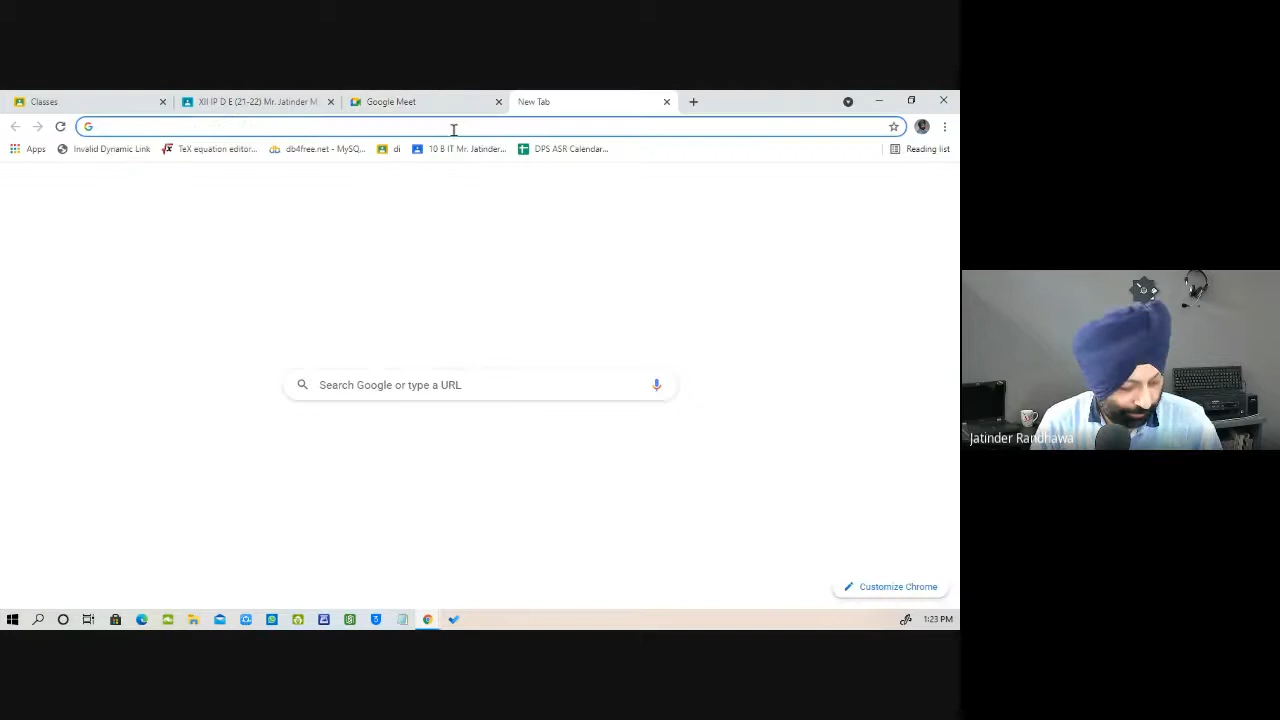 Classes
XII IP D E (21-22) Mr. Jatinder M
Google Meet
New Tab
Apps
Invalid Dynamic Link
TeX equation editor...
db4free.net - MySQ...
di
10 B IT Mr. Jatinder...
DPS ASR Calendar...
Reading list
Search Google or type a URL
Jatinder Randhawa
Customize Chrome
1:23 PM